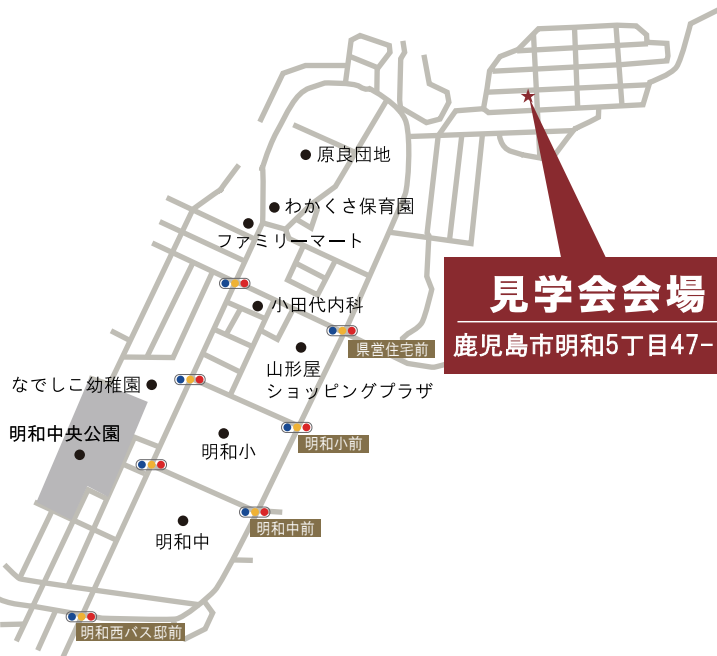 原良団地
わかくさ保育園
ファミリーマート
見学会会場
小田代内科
鹿児島市明和5丁目47-
県営住宅前
山形屋
ショッピングプラザ
なでしこ幼稚園
明和中央公園
明和小前
明和小
明和中前
明和中
明和西バス邸前